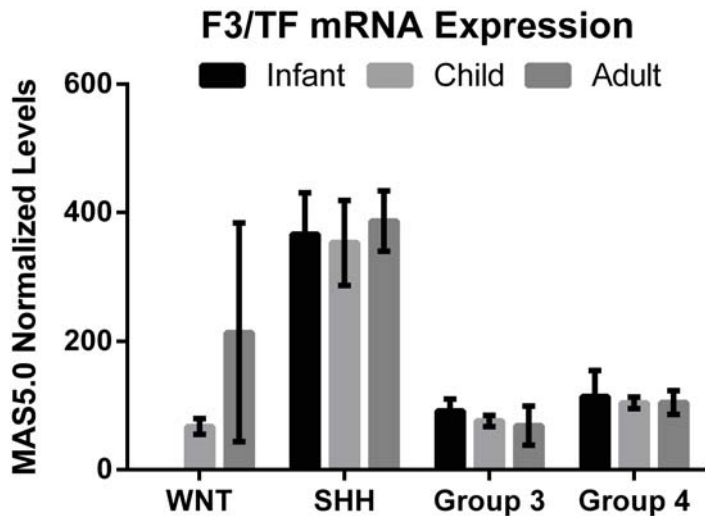 F3/TF mRNA Expression
Infant Child Adult
MAS5.0 Normalized Levels
600
400
200
0
WNT SHH Group 3 Group 4